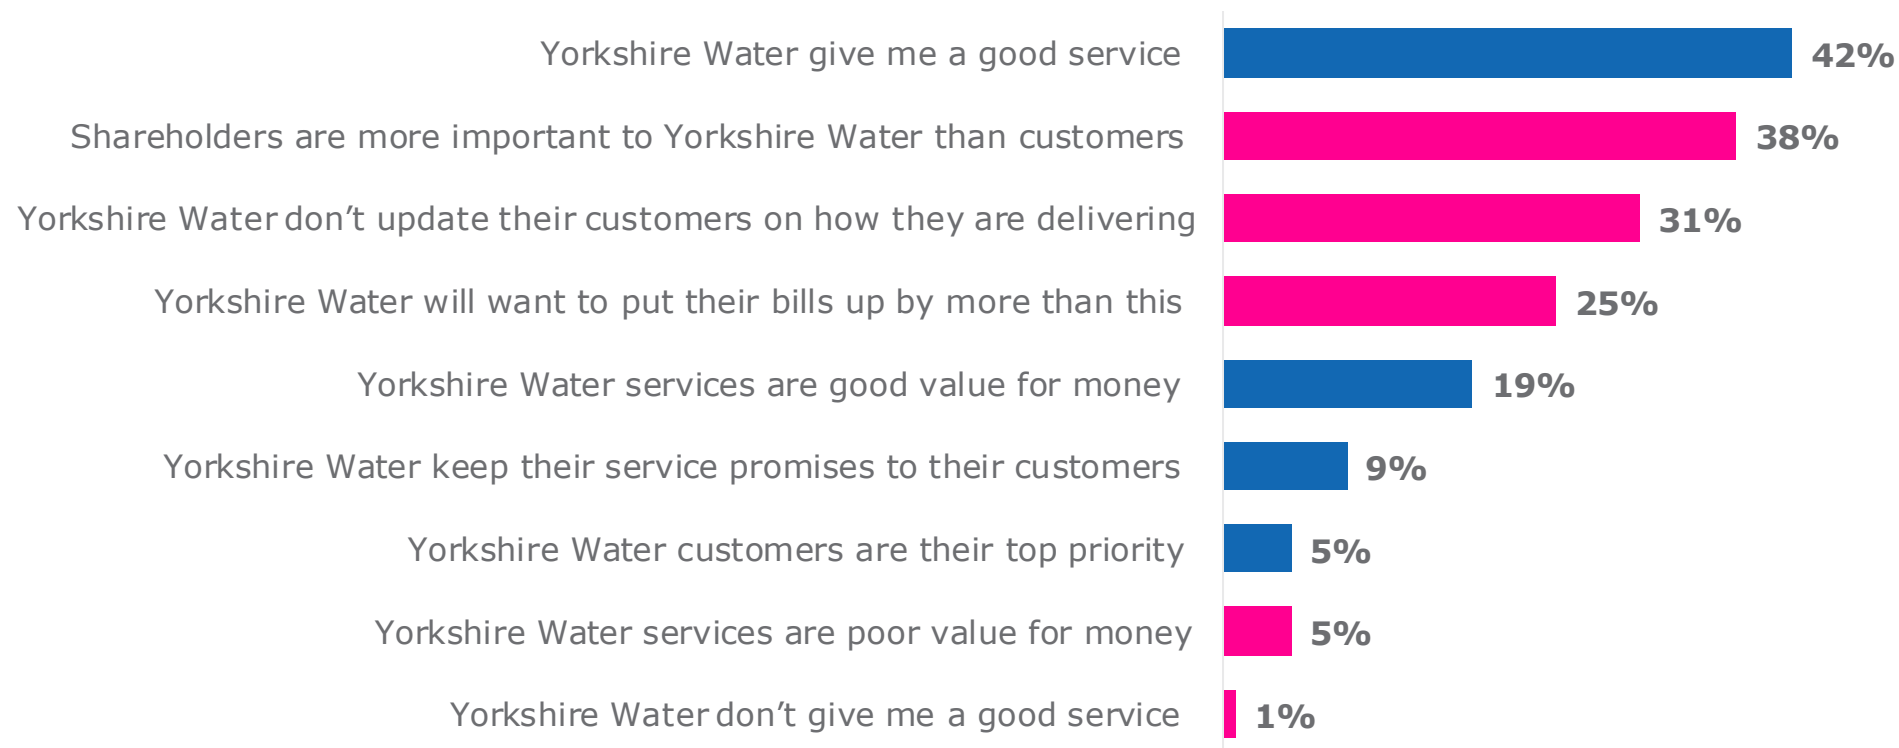 Yorkshire Water give me a good service 42%
Shareholders are more important to Yorkshire Water than customers 38%
Yorkshire Water don’t update their customers on how they are delivering 31%
Yorkshire Water will want to put their bills up by more than this 25%
Yorkshire Water services are good value for money 19%
Yorkshire Water keep their service promises to their customers 9%
Yorkshire Water customers are their top priority 5%
Yorkshire Water services are poor value for money 5%
Yorkshire Water don’t give me a good service 1%